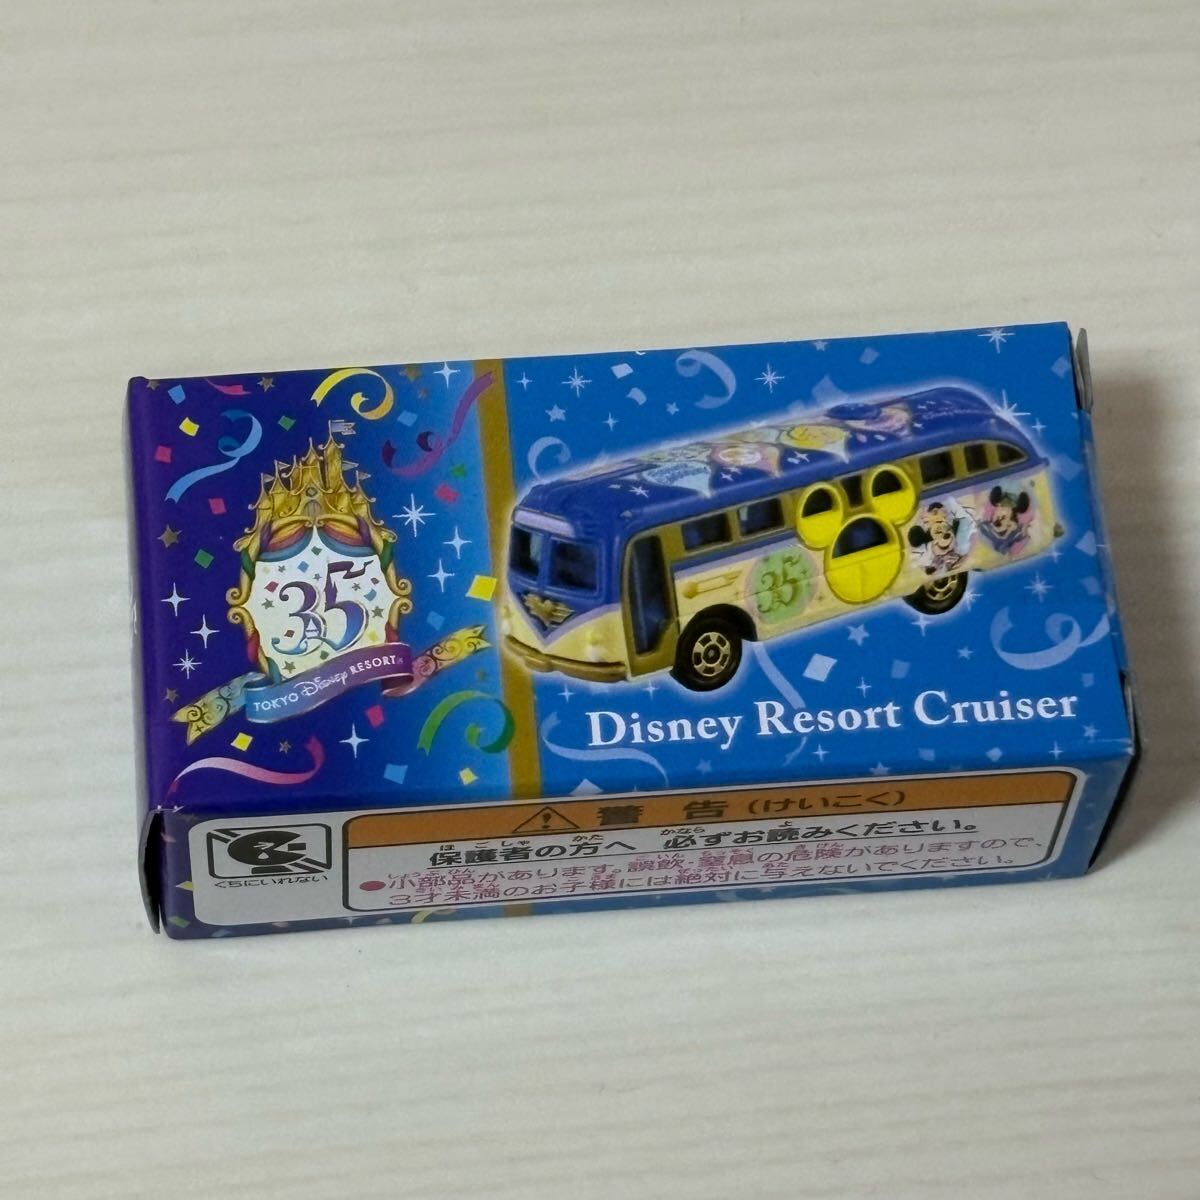 35
TOKYO Disney RESORT
35
Disney Resort Cruiser
くちにいれない
警告(けいこく)
保護者の方へ 必ずお読みください。
●小部品があります。誤飲・窒息の危険がありますので、
3才未満のお子様には絶対に与えないでください。